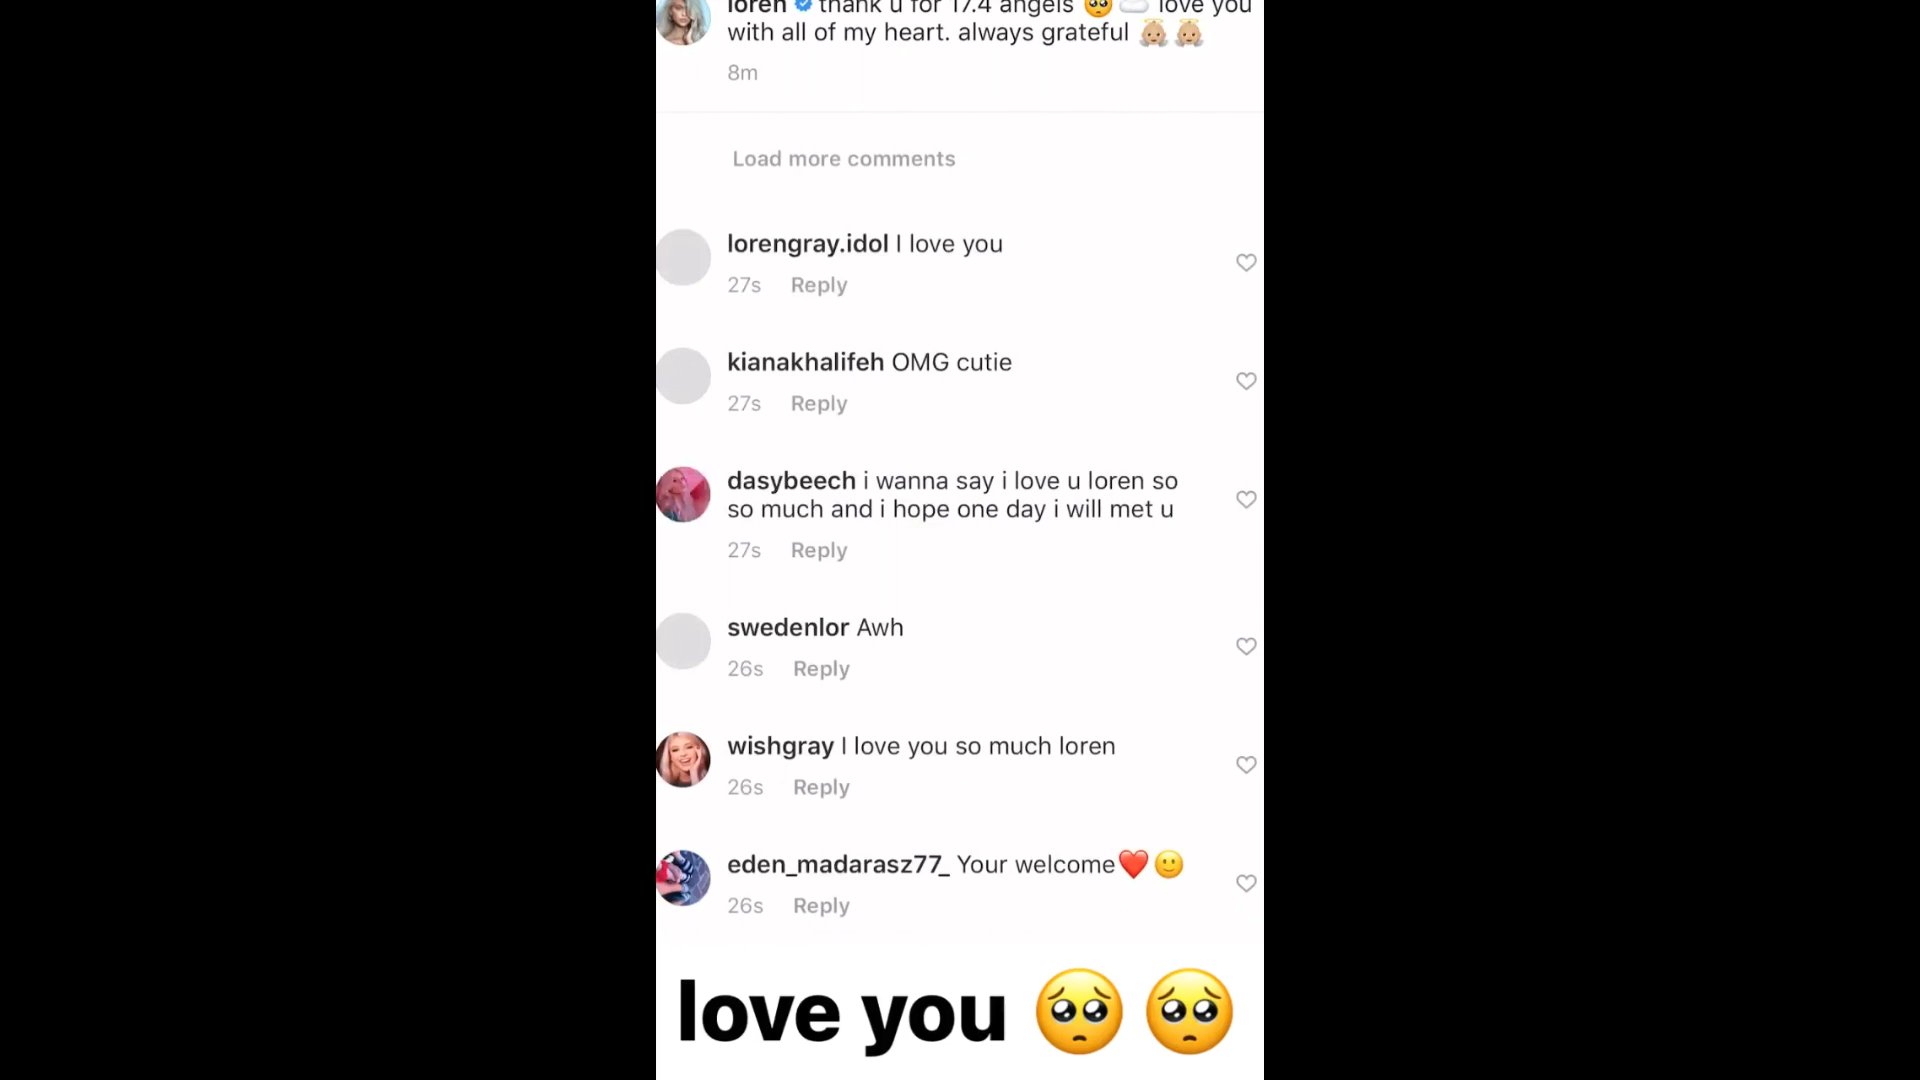 loren thank u for 17.4 angels 🥺☁️ love you
with all of my heart. always grateful 👼🏼👼🏼
8m
Load more comments
lorengray.idol I love you
27s Reply
kianakhalifeh OMG cutie
27s Reply
dasybeech i wanna say i love u loren so
so much and i hope one day i will met u
27s Reply
swedenlor Awh
26s Reply
wishgray I love you so much loren
26s Reply
eden_madarasz77_ Your welcome❤️🙂
26s Reply
love you 🥺🥺